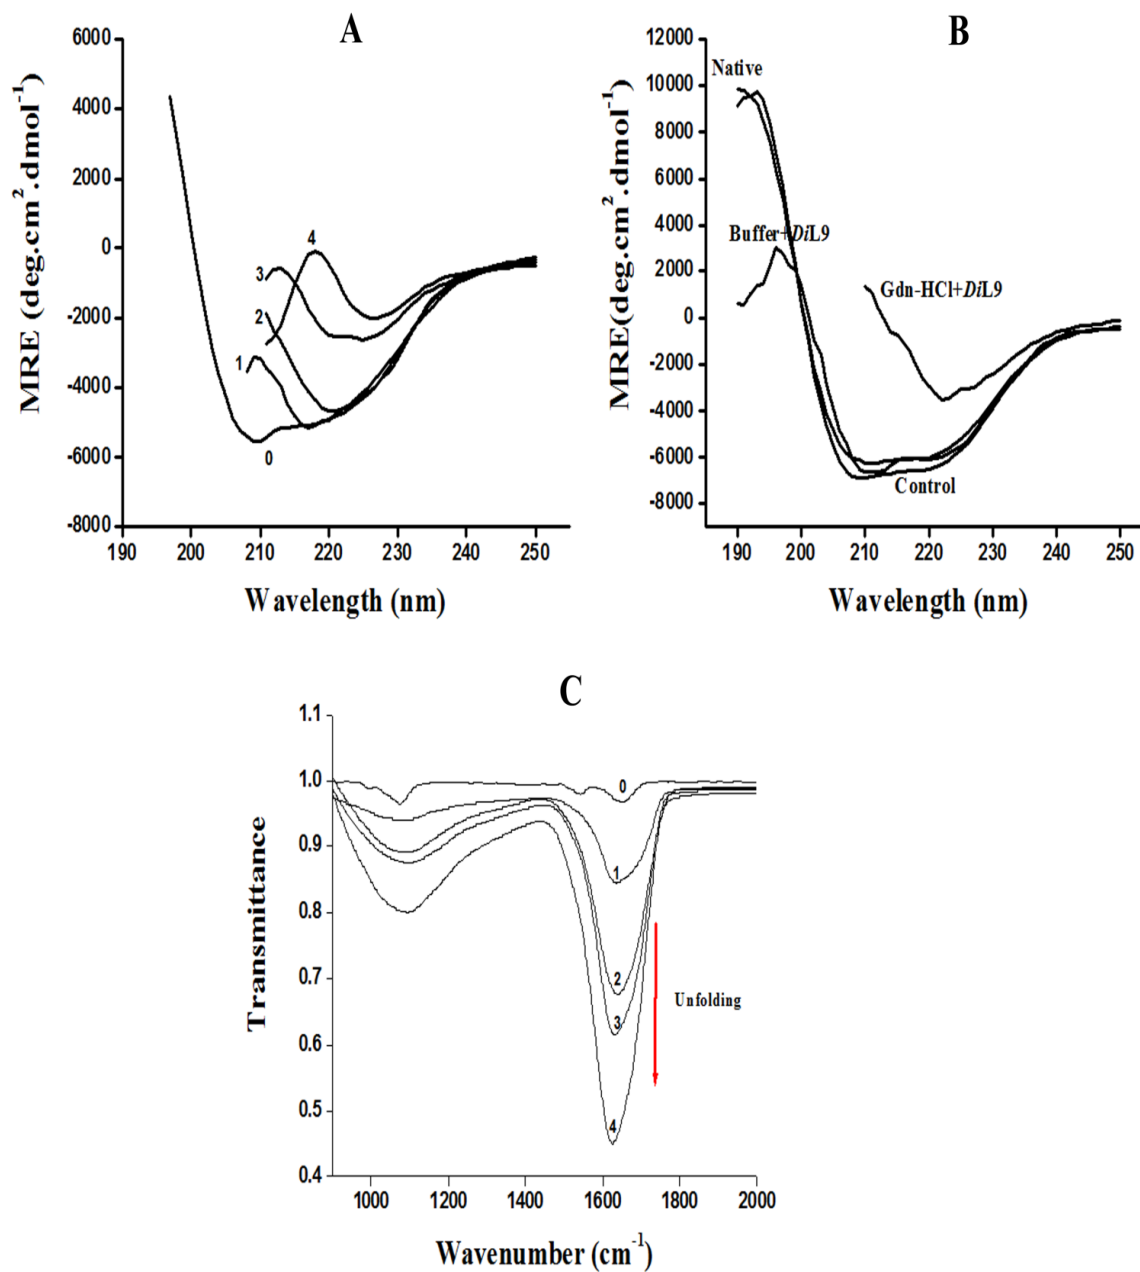 A
MRE (deg.cm².dmol⁻¹)
6000
4000
2000
0
-2000
-4000
-6000
-8000
4
3
2
1
0
190 200 210 220 230 240 250
Wavelength (nm)
B
MRE(deg.cm².dmol⁻¹)
12000
10000
8000
6000
4000
2000
0
-2000
-4000
-6000
-8000
Native
Buffer+DiL9
Gdn-HCl+DiL9
Control
190 200 210 220 230 240 250
Wavelength (nm)
C
Transmittance
1.1
1.0
0.9
0.8
0.7
0.6
0.5
0.4
0
1
2
3
4
Unfolding
1000 1200 1400 1600 1800 2000
Wavenumber (cm⁻¹)